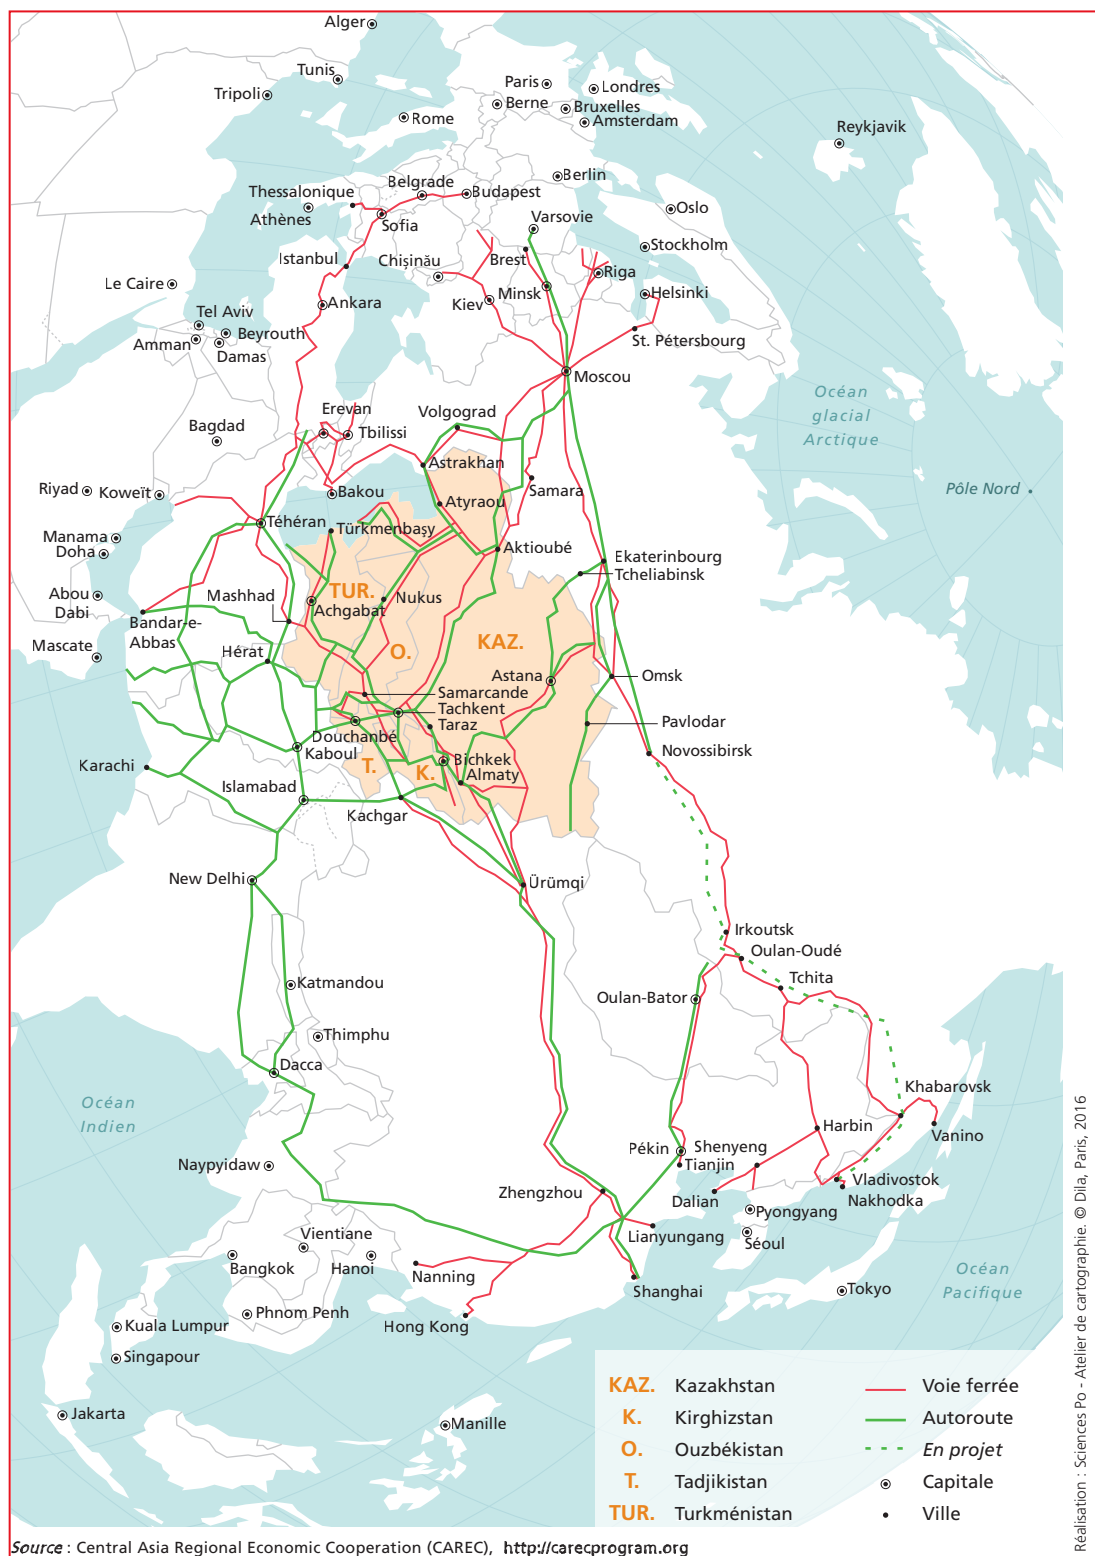 Alger
Tunis
Tripoli
Paris
Londres
Berne
Bruxelles
Amsterdam
Rome
Reykjavik
Berlin
Belgrade
Budapest
Thessalonique
Athènes
Sofia
Varsovie
Oslo
Stockholm
Istanbul
Chişinău
Brest
Riga
Le Caire
Ankara
Kiev
Minsk
Helsinki
Tel Aviv
Beyrouth
Amman
Damas
St. Pétersbourg
Moscou
Océan
glacial
Arctique
Erevan
Tbilissi
Volgograd
Bagdad
Astrakhan
Samara
Riyad
Koweït
Bakou
Atyraou
Pôle Nord
Téhéran
Türkmenbaşy
Manama
Doha
Aktioubé
Ekaterinbourg
Tcheliabinsk
Abou
Dabi
Mashhad
TUR.
Achgabat
Nukus
Bandar-e-
Abbas
Mascate
Hérat
O.
KAZ.
Astana
Omsk
Samarcande
Tachkent
Taraz
Pavlodar
Douchanbé
Kaboul
Novossibirsk
Karachi
T.
K.
Bichkek
Almaty
Islamabad
Kachgar
New Delhi
Ürümqi
Irkoutsk
Oulan-Oudé
Tchita
Katmandou
Oulan-Bator
Thimphu
Dacca
Océan
Indien
Khabarovsk
Harbin
Vanino
Pékin
Shenyeng
Tianjin
Naypyidaw
Zhengzhou
Dalian
Vladivostok
Nakhodka
Pyongyang
Séoul
Lianyungang
Vientiane
Bangkok
Hanoi
Nanning
Shanghai
Océan
Pacifique
Tokyo
Phnom Penh
Hong Kong
Kuala Lumpur
Singapour
Jakarta
Manille
KAZ. Kazakhstan
K. Kirghizstan
O. Ouzbékistan
T. Tadjikistan
TUR. Turkménistan
Voie ferrée
Autoroute
En projet
Capitale
Ville
Réalisation : Sciences Po - Atelier de cartographie. © Dila, Paris, 2016
Source : Central Asia Regional Economic Cooperation (CAREC), http://carecprogram.org